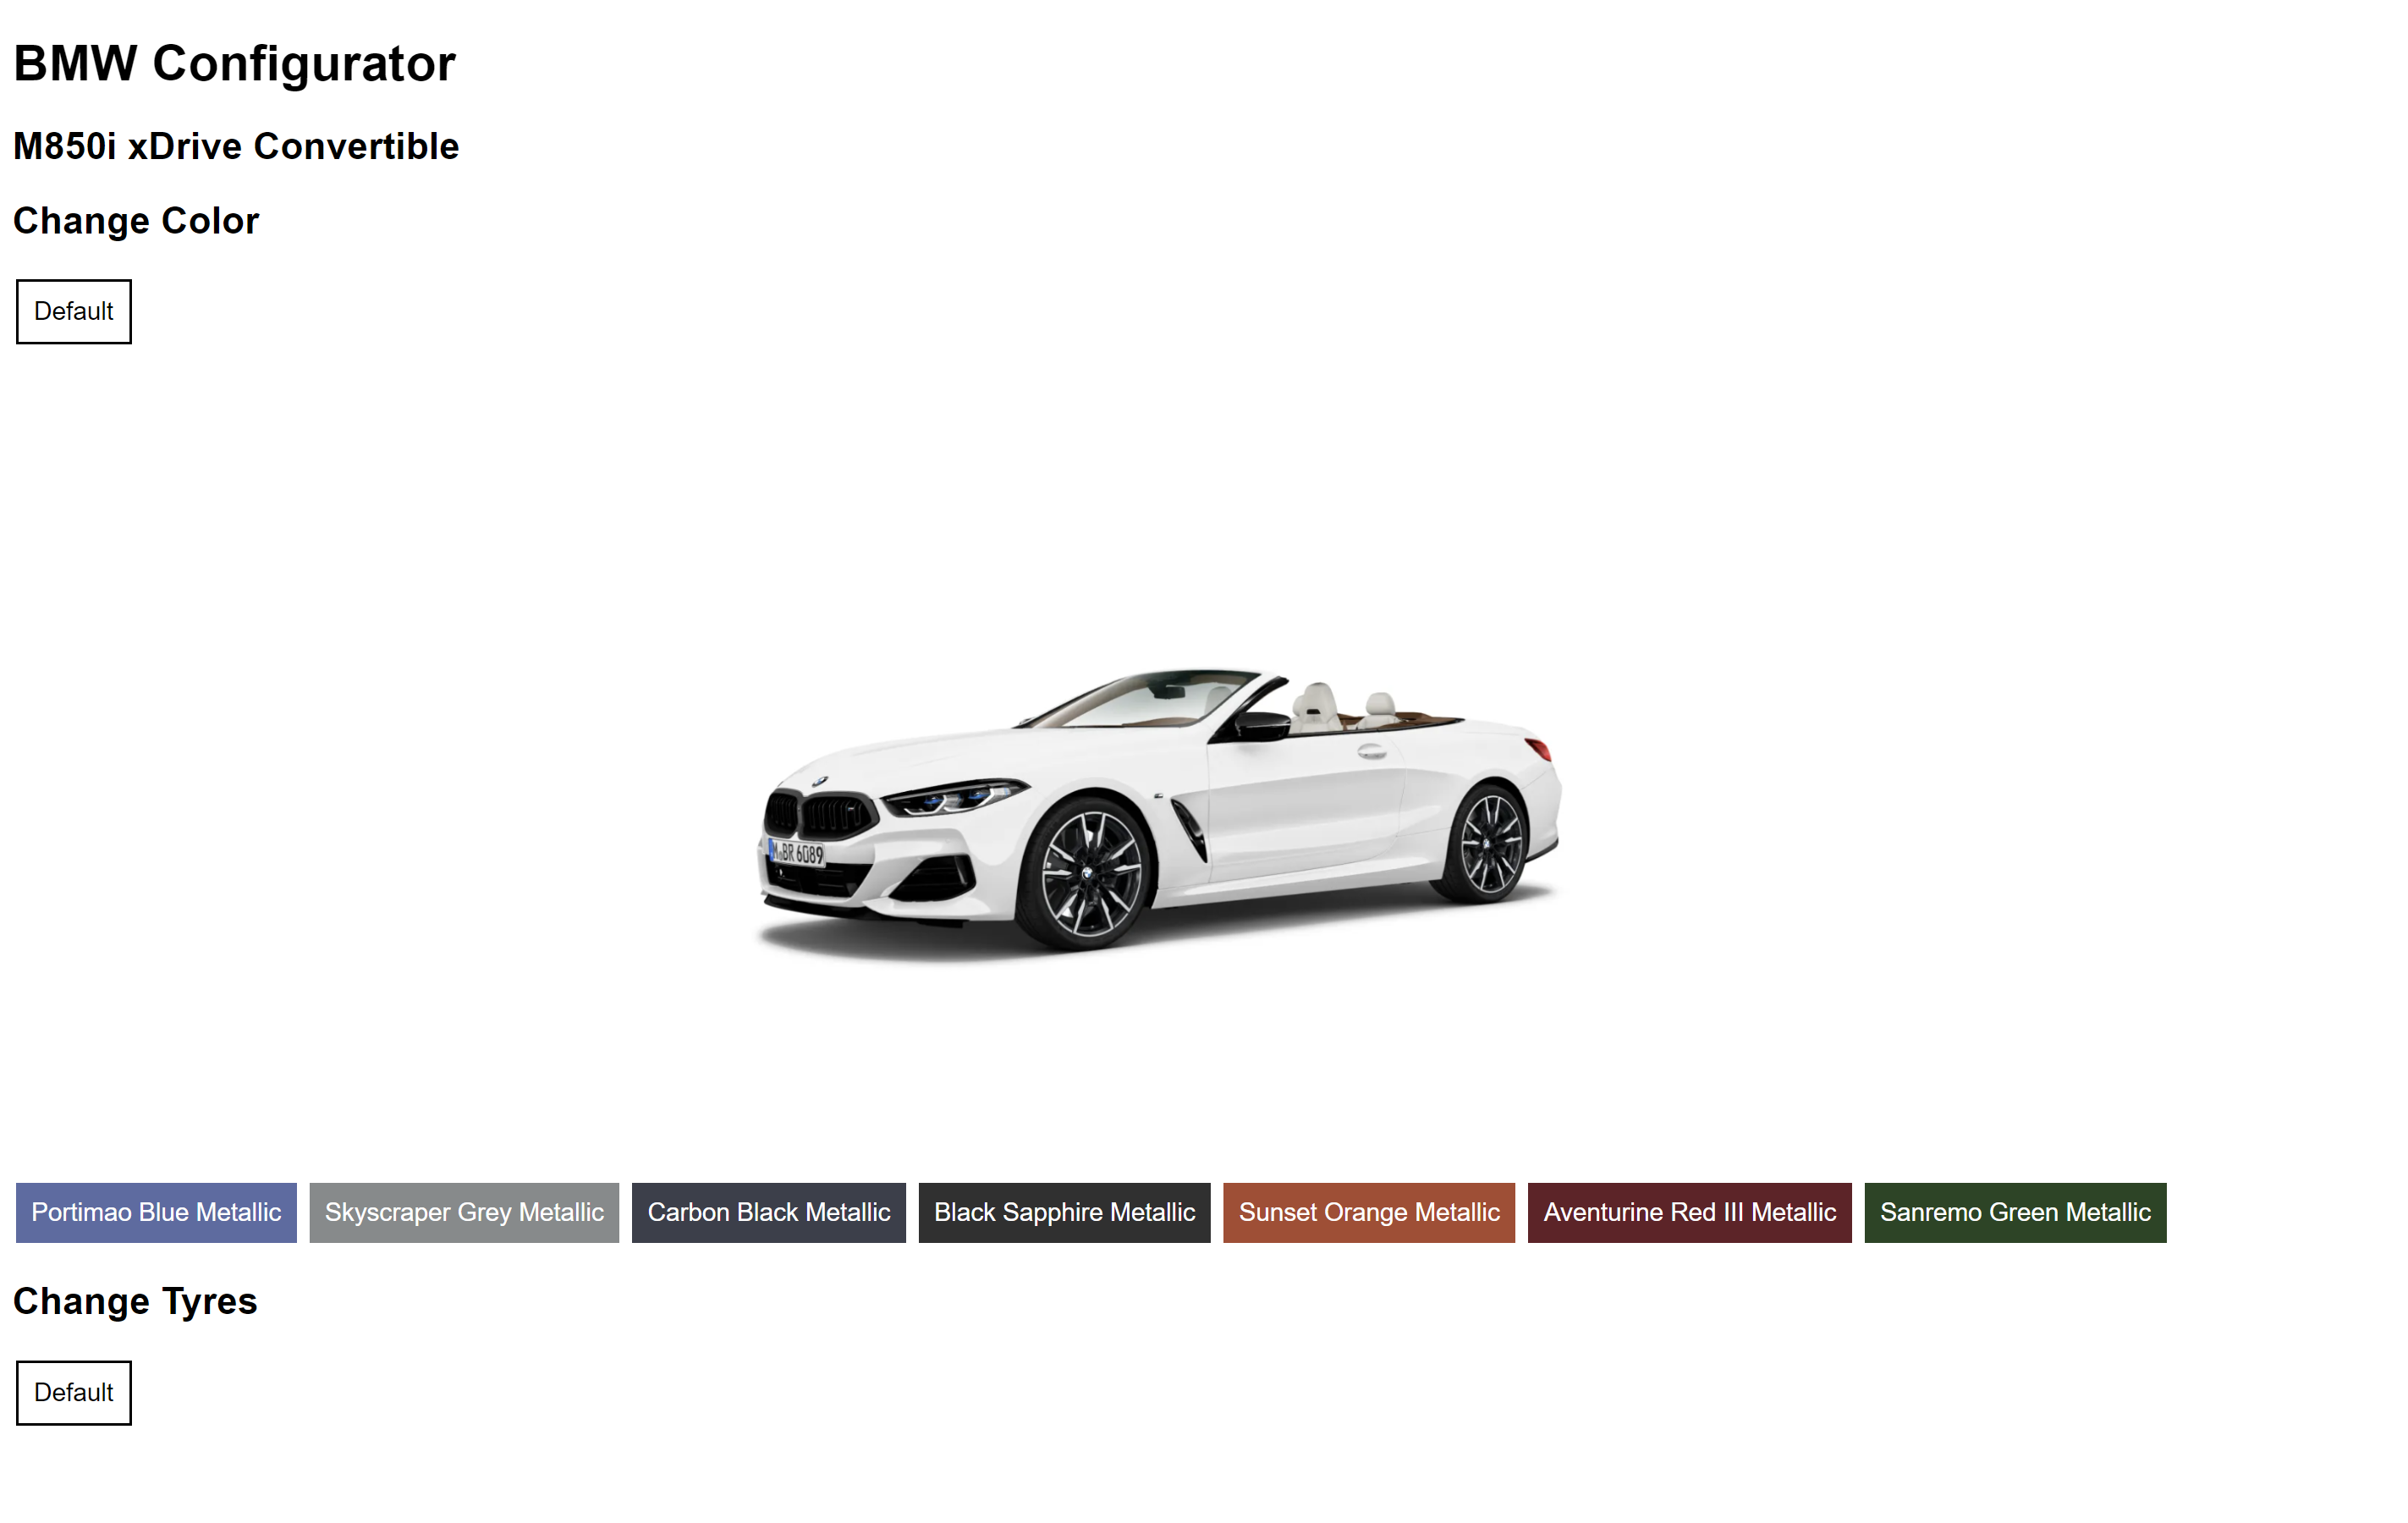 BMW Configurator
M850i xDrive Convertible
Change Color
Default
M BR 6089
Portimao Blue Metallic Skyscraper Grey Metallic Carbon Black Metallic Black Sapphire Metallic Sunset Orange Metallic Aventurine Red III Metallic Sanremo Green Metallic
Change Tyres
Default